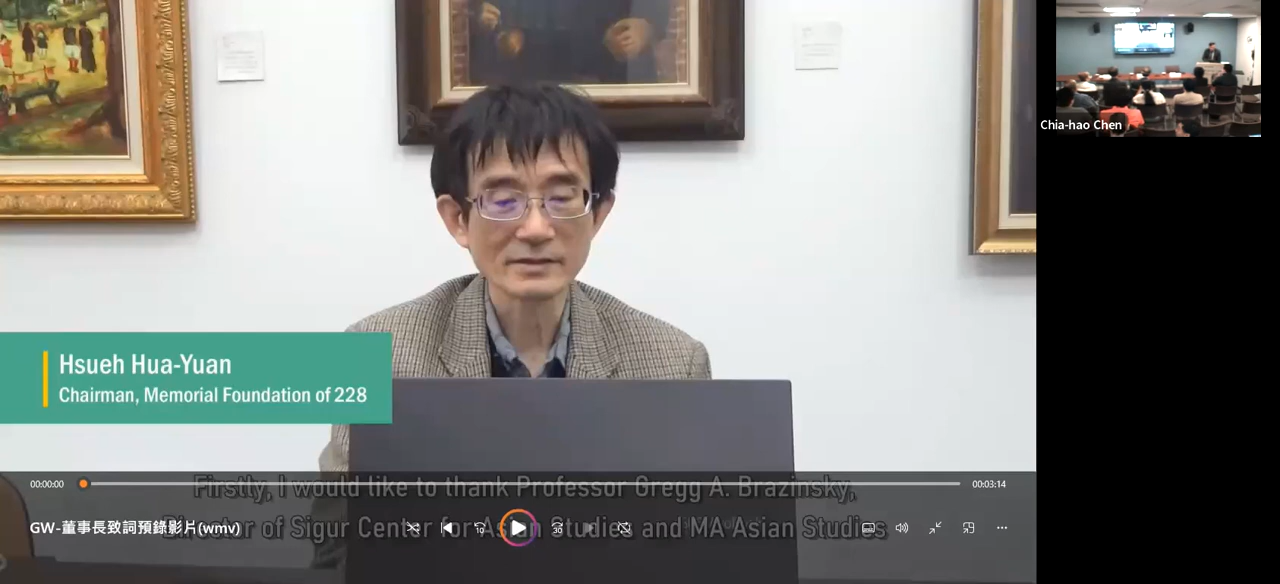 Hsueh Hua-Yuan
Chairman, Memorial Foundation of 228
Firstly, I would like to thank Professor Gregg A. Brazinsky,
Director of Sigur Center for Asian Studies and MA Asian Studies
00:00:00
00:03:14
GW-董事長致詞預錄影片(wmv)
10
30
Chia-hao Chen